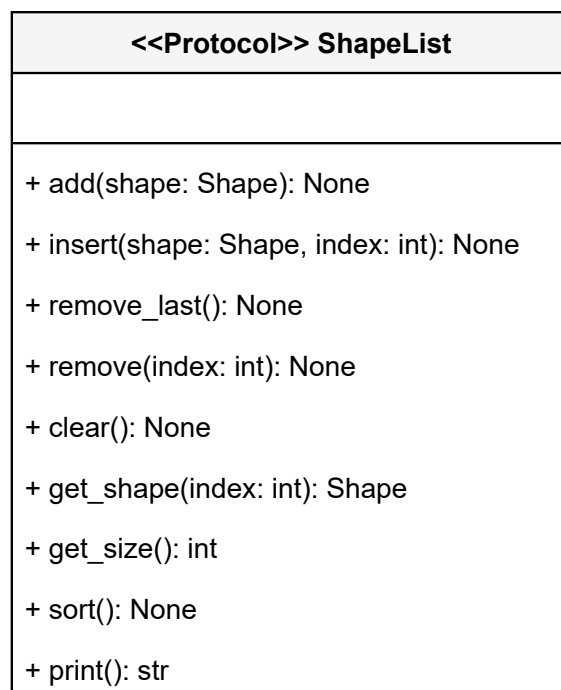 <<Protocol>> ShapeList
+ add(shape: Shape): None
+ insert(shape: Shape, index: int): None
+ remove_last(): None
+ remove(index: int): None
+ clear(): None
+ get_shape(index: int): Shape
+ get_size(): int
+ sort(): None
+ print(): str